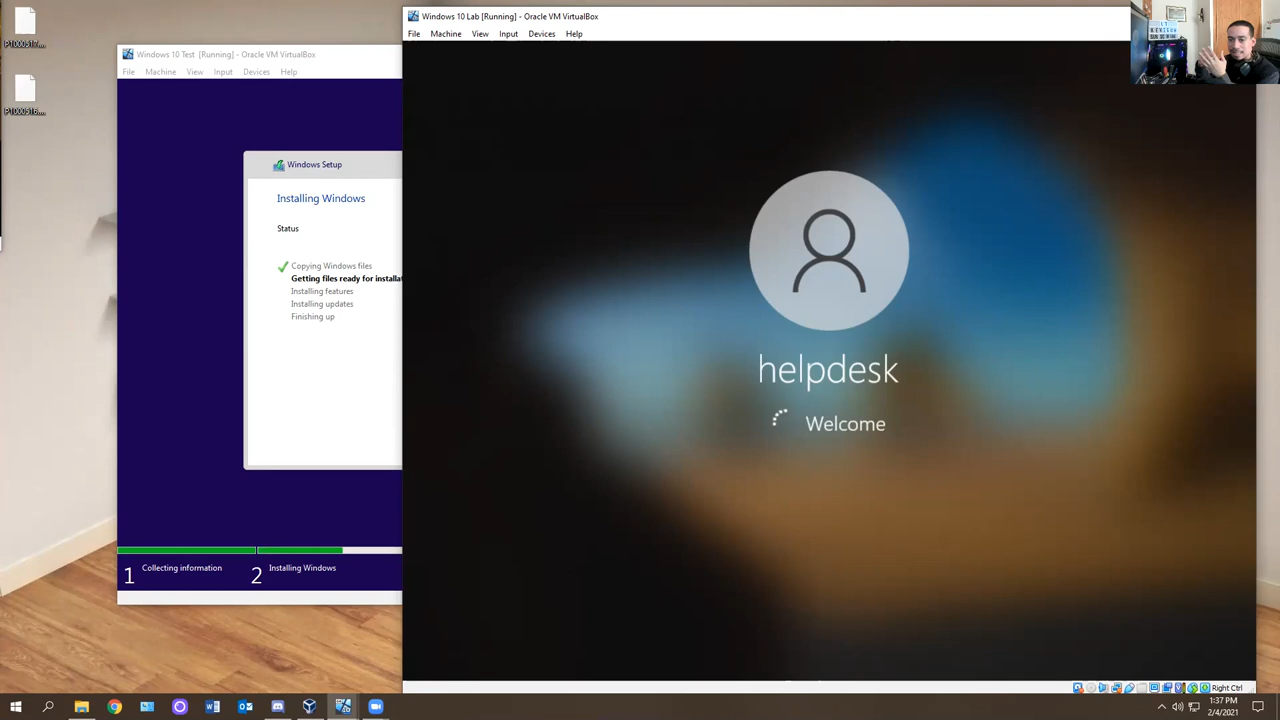 P1000317....
P1000316....
Windows 10 Test [Running] - Oracle VM VirtualBox
File Machine View Input Devices Help
Windows Setup
Installing Windows
Status
Copying Windows files
Getting files ready for installat
Installing features
Installing updates
Finishing up
1 Collecting information 2 Installing Windows
Windows 10 Lab [Running] - Oracle VM VirtualBox
File Machine View Input Devices Help
helpdesk
Welcome
Right Ctrl
1:37 PM
2/4/2021